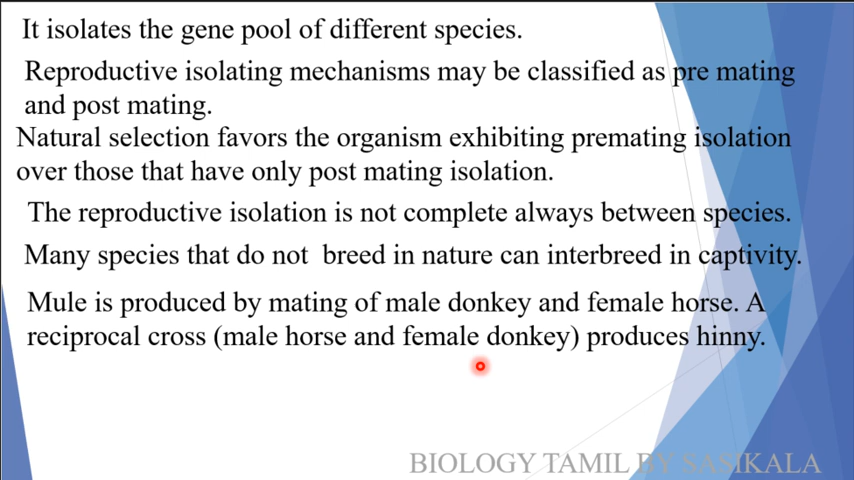 It isolates the gene pool of different species.
Reproductive isolating mechanisms may be classified as pre mating
and post mating.
Natural selection favors the organism exhibiting premating isolation
over those that have only post mating isolation.
The reproductive isolation is not complete always between species.
Many species that do not breed in nature can interbreed in captivity.
Mule is produced by mating of male donkey and female horse. A
reciprocal cross (male horse and female donkey) produces hinny.
BIOLOGY TAMIL BY SASIKALA